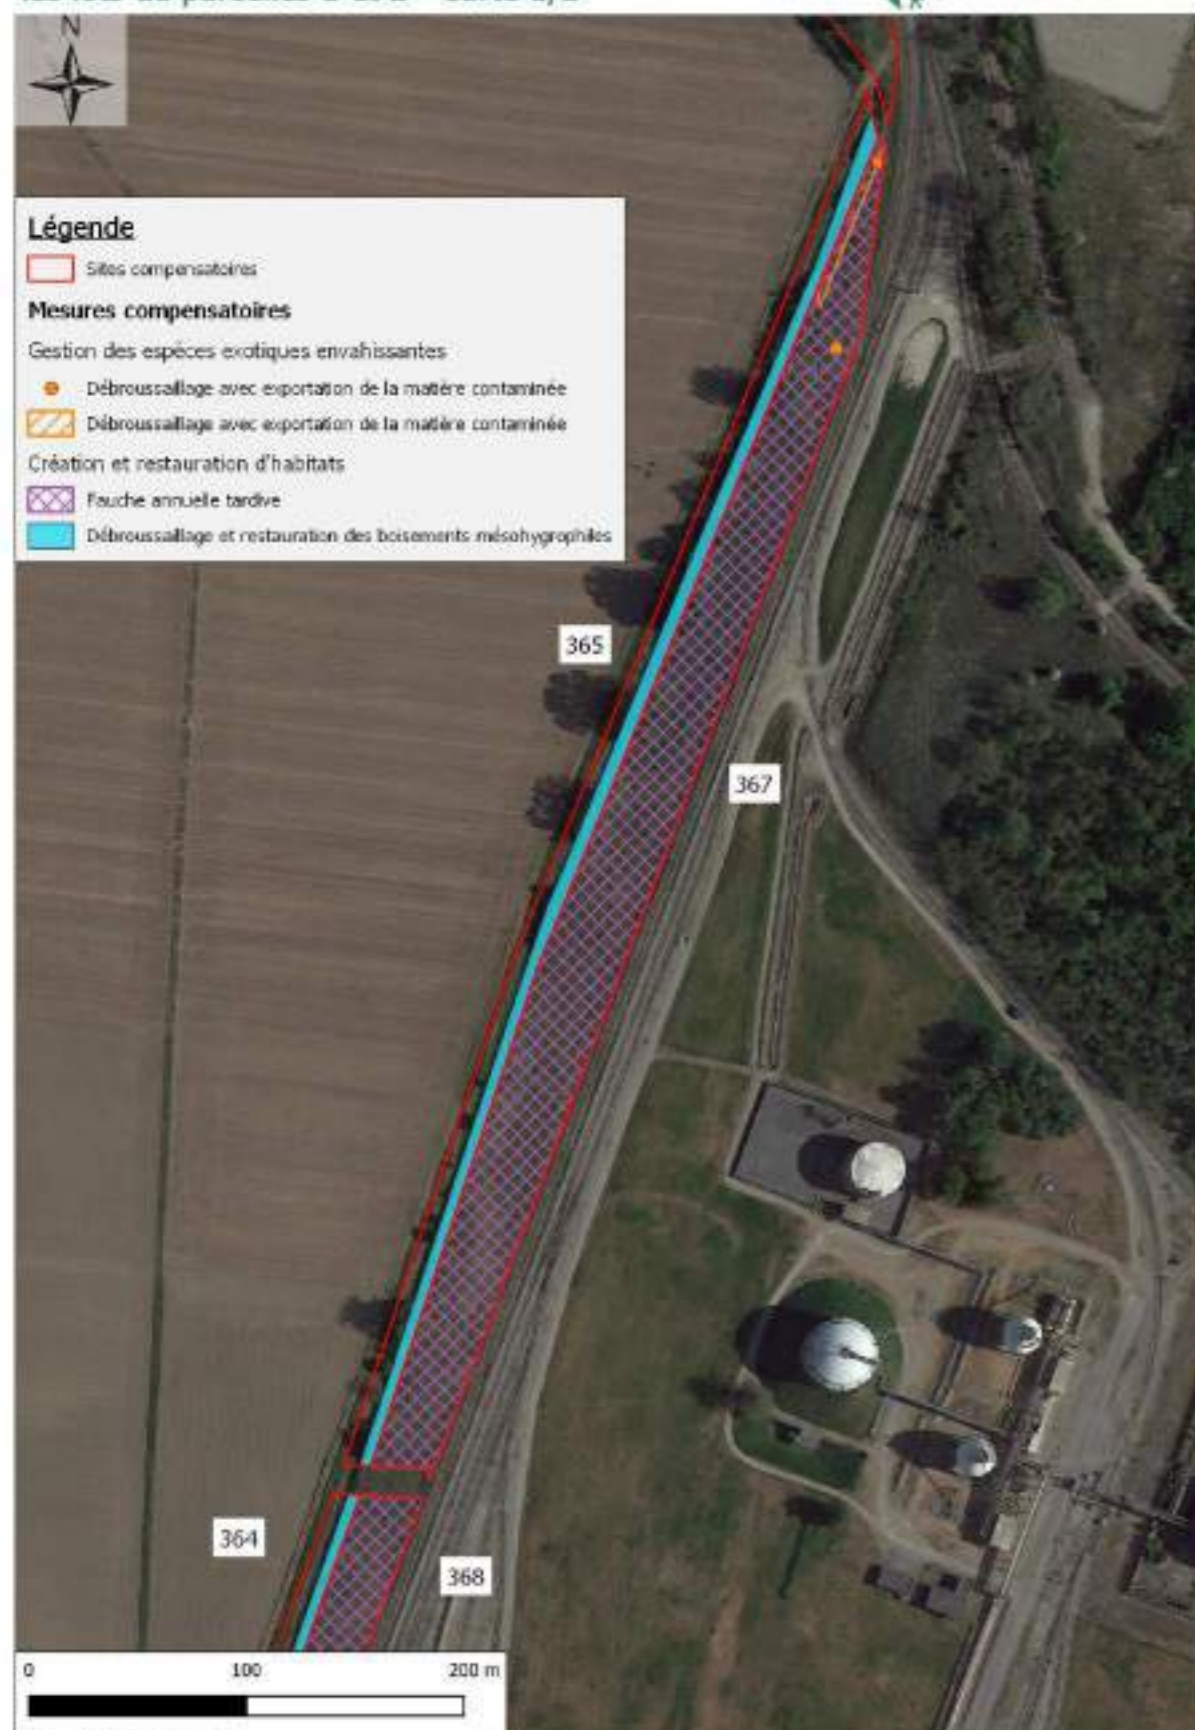 N
Légende
Sites compensatoires
Mesures compensatoires
Gestion des espèces exotiques envahissantes
Débroussaillage avec exportation de la matière contaminée
Débroussaillage avec exportation de la matière contaminée
Création et restauration d'habitats
Fauche annuelle tardive
Débroussaillage et restauration des boisements mésohygrophiles
365
367
364
368
0 100 200 m